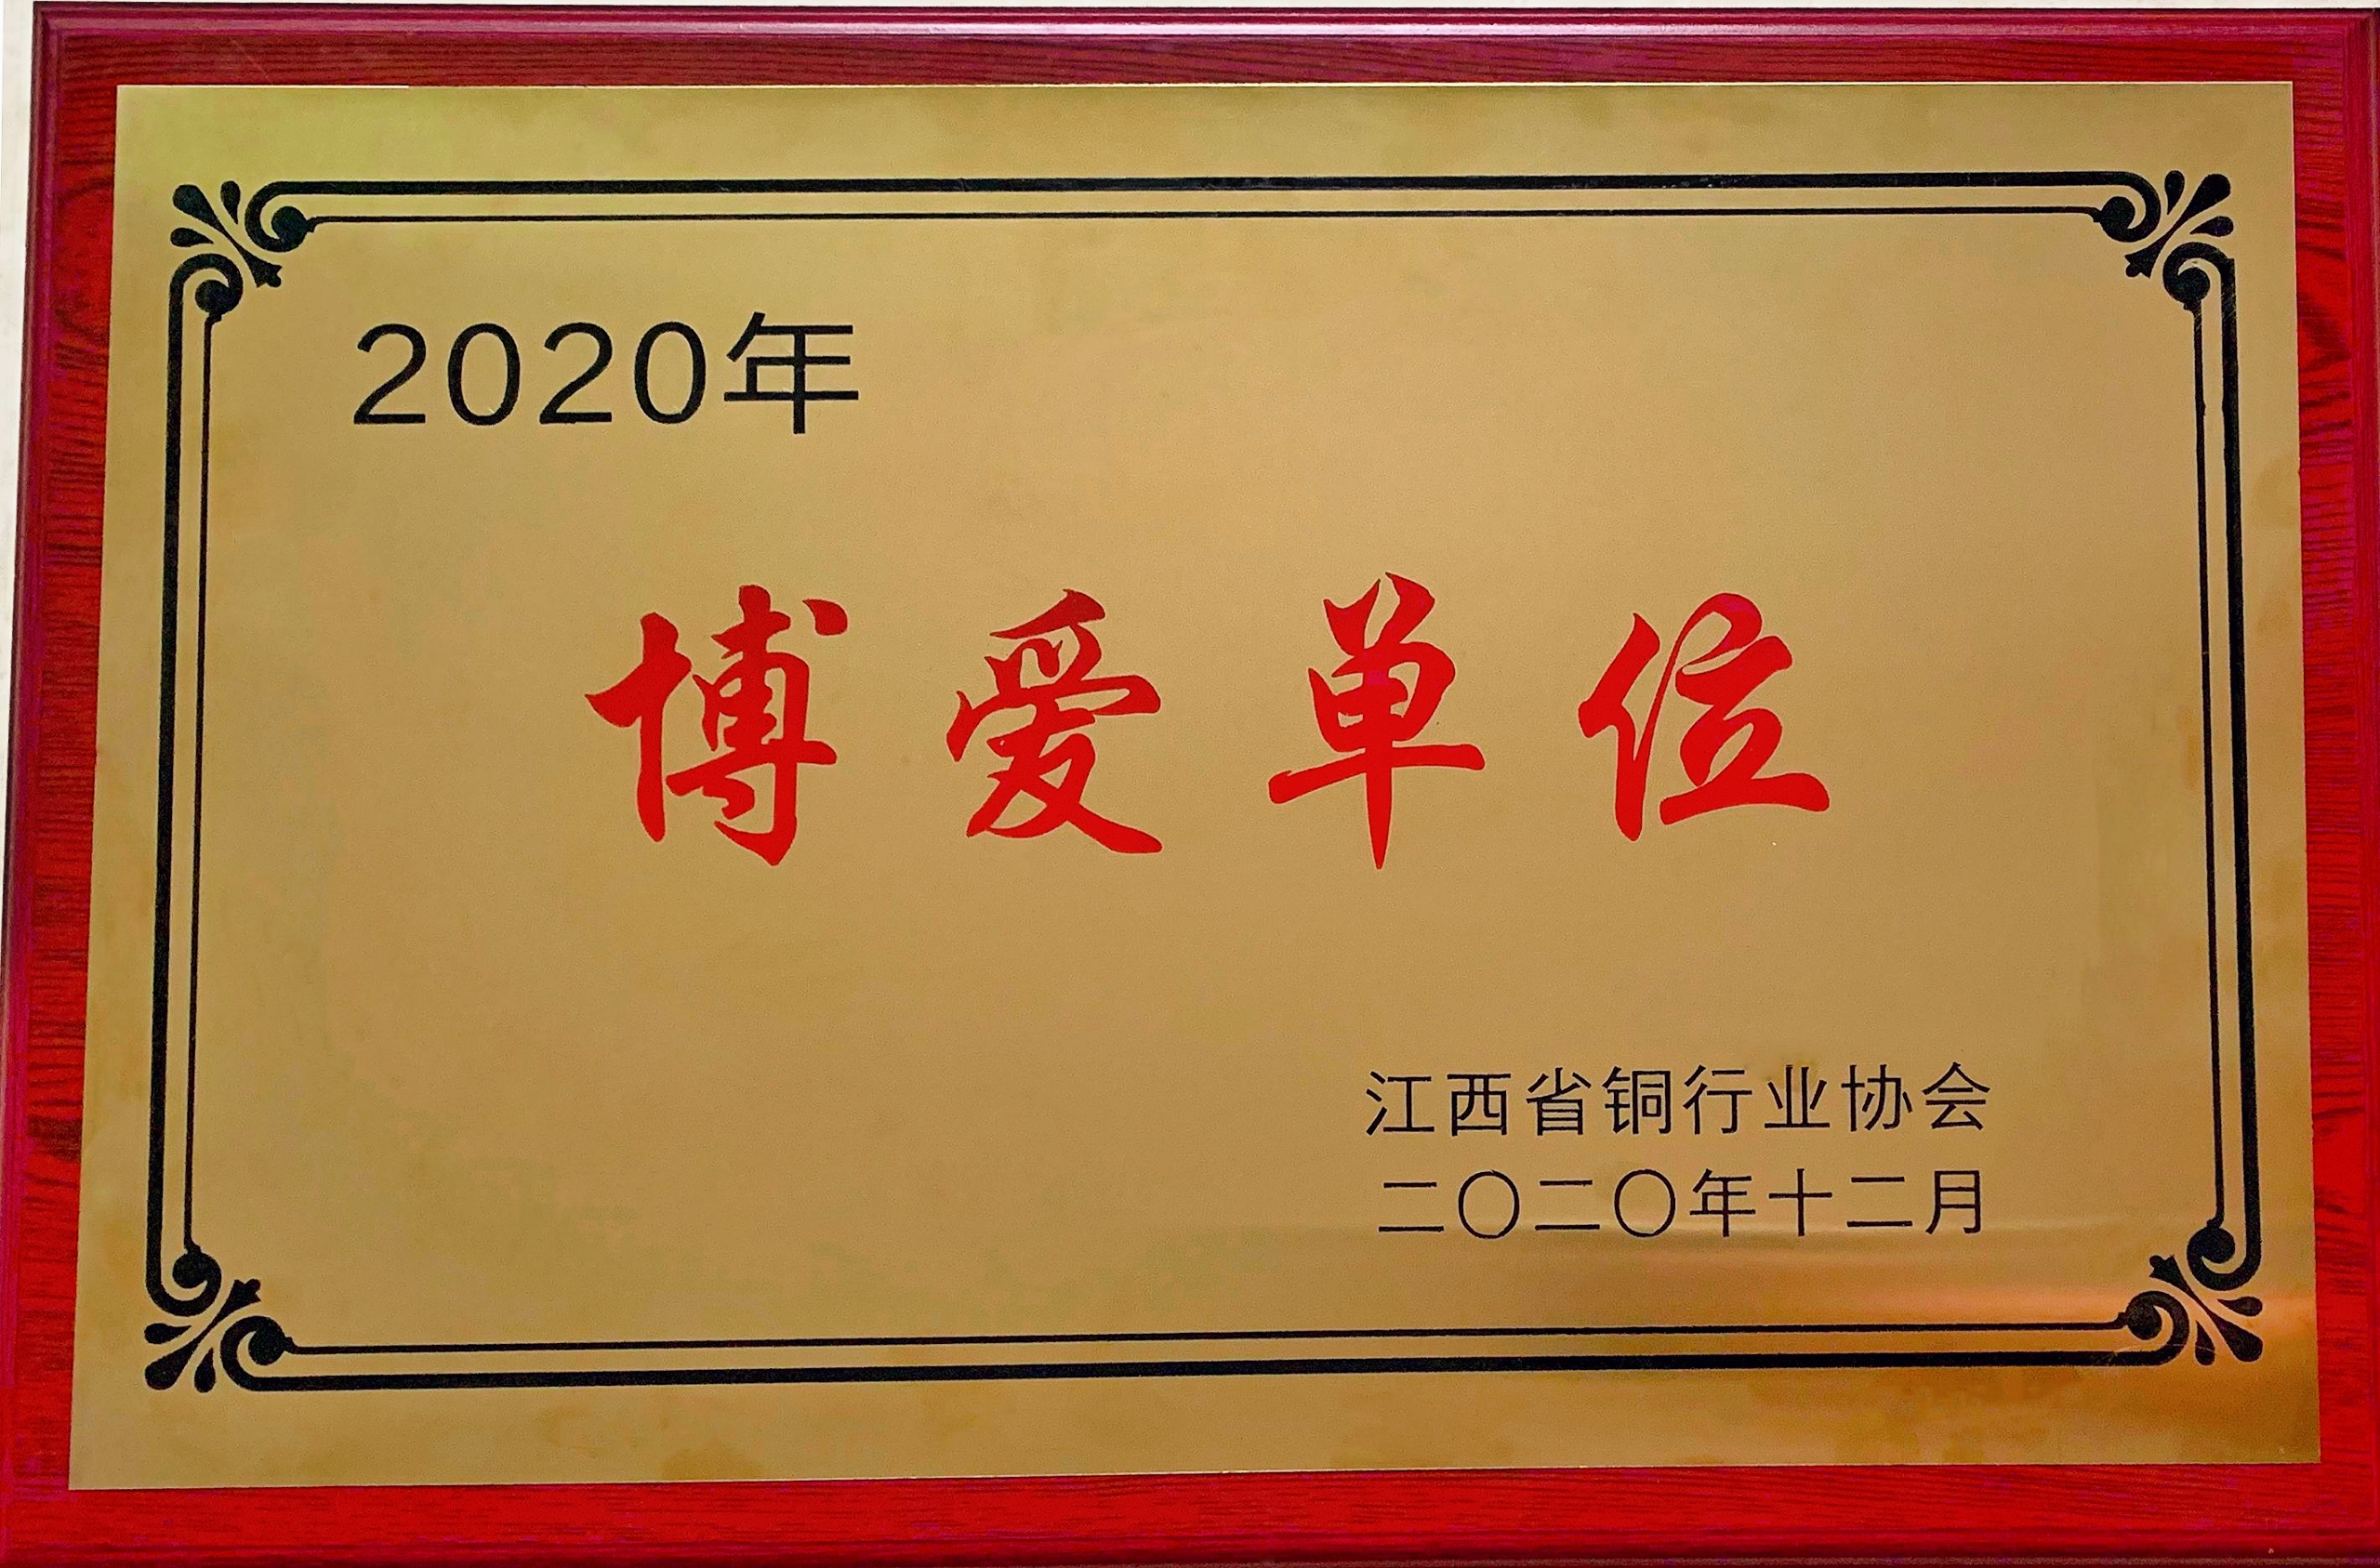 2020年
博爱单位
江西省铜行业协会
二〇二〇年十二月